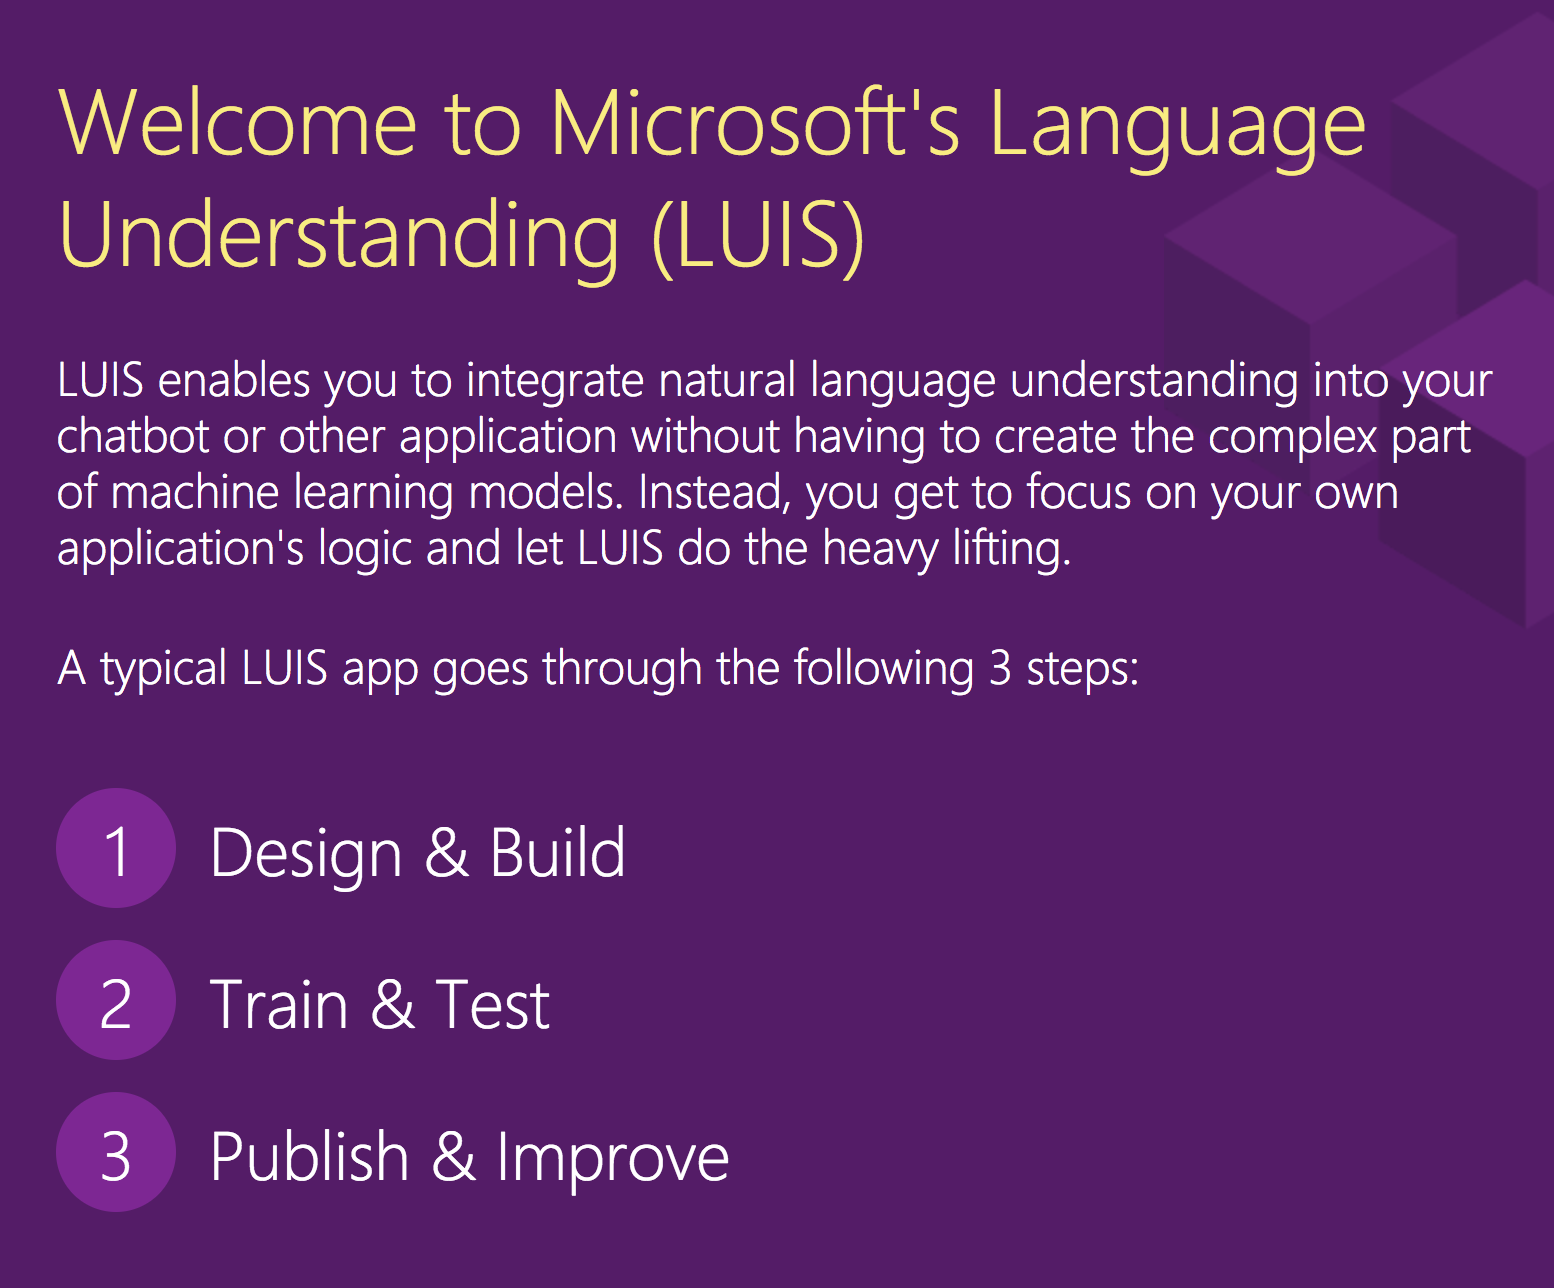 Welcome to Microsoft's Language
Understanding (LUIS)
LUIS enables you to integrate natural language understanding into your
chatbot or other application without having to create the complex part
of machine learning models. Instead, you get to focus on your own
application's logic and let LUIS do the heavy lifting.
A typical LUIS app goes through the following 3 steps:
1 Design & Build
2 Train & Test
3 Publish & Improve